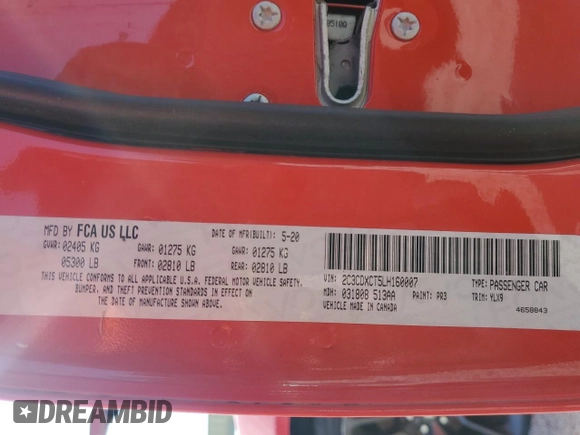 05100
MFD BY FCA US LLC
DATE OF MFR(BUILT): 5-20
GVWR: 02405 KG GAWR: 01275 KG GAWR: 01275 KG
05300 LB FRONT: 02810 LB REAR: 02810 LB
THIS VEHICLE CONFORMS TO ALL APPLICABLE U.S.A. FEDERAL MOTOR VEHICLE SAFETY,
BUMPER, AND THEFT PREVENTION STANDARDS IN EFFECT ON
THE DATE OF MANUFACTURE SHOWN ABOVE.
VIN: 2C3CDXCT5LH160007 TYPE: PASSENGER CAR
MDH: 031808 513AA PAINT: PR3 TRIM: YLX9
VEHICLE MADE IN CANADA
4658843
DREAMBID